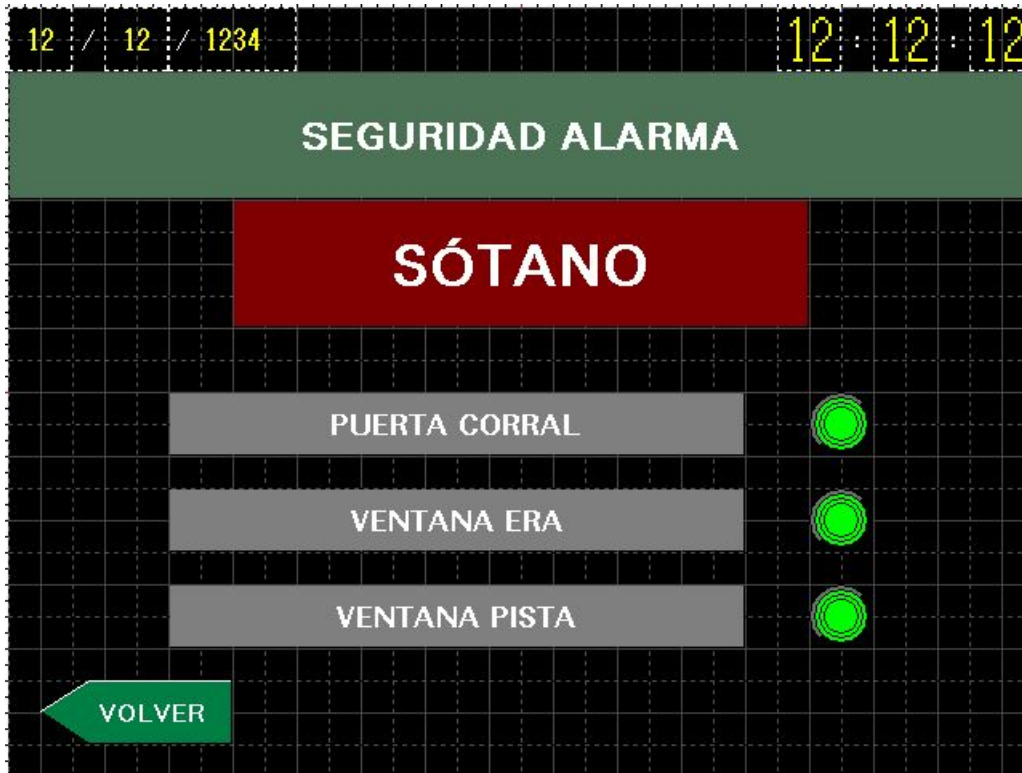 12 / 12 / 1234 12 : 12 : 12
SEGURIDAD ALARMA
SÓTANO
PUERTA CORRAL
VENTANA ERA
VENTANA PISTA
VOLVER